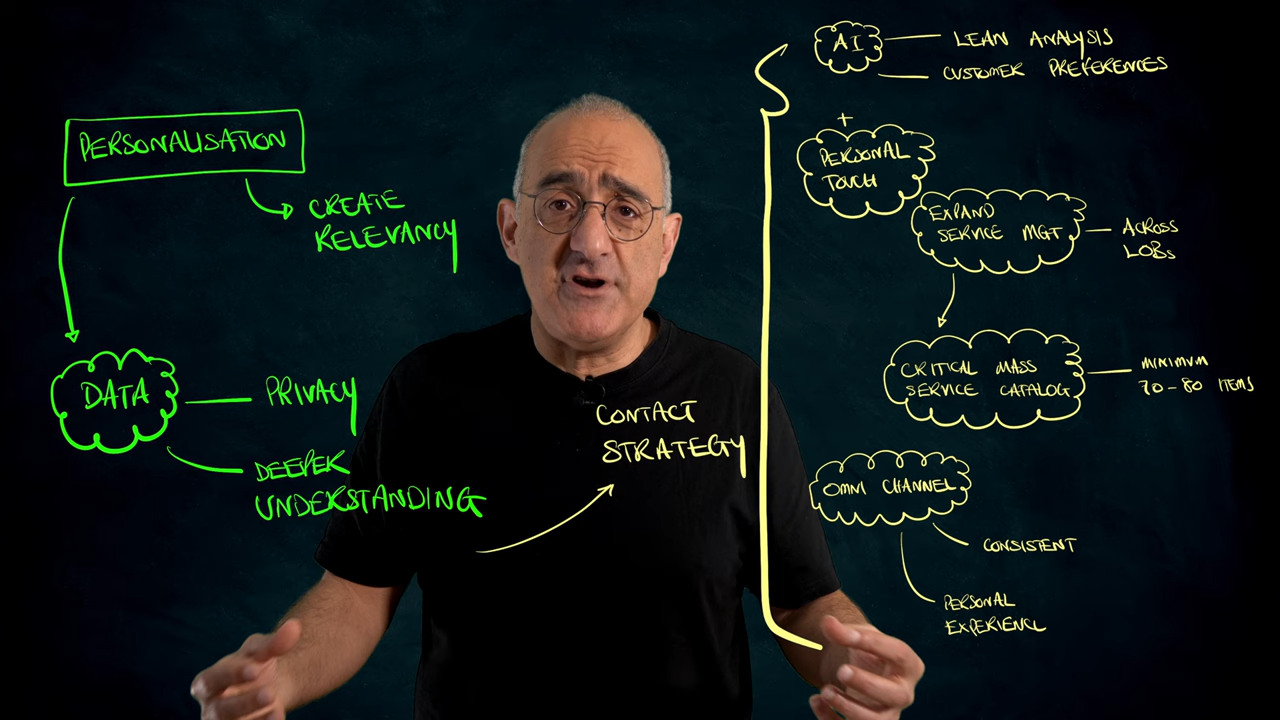 PERSONALISATION
CREATE
RELEVANCY
DATA
PRIVACY
DEEPER
UNDERSTANDING
CONTACT
STRATEGY
AI
LEAN ANALYSIS
CUSTOMER PREFERENCES
+
PERSONAL
TOUCH
EXPAND
SERVICE MGT
ACROSS
LOBs
CRITICAL MASS
SERVICE CATALOG
MINIMUM
70-80 ITEMS
OMNI CHANNEL
CONSISTENT
PERSONAL
EXPERIENCE